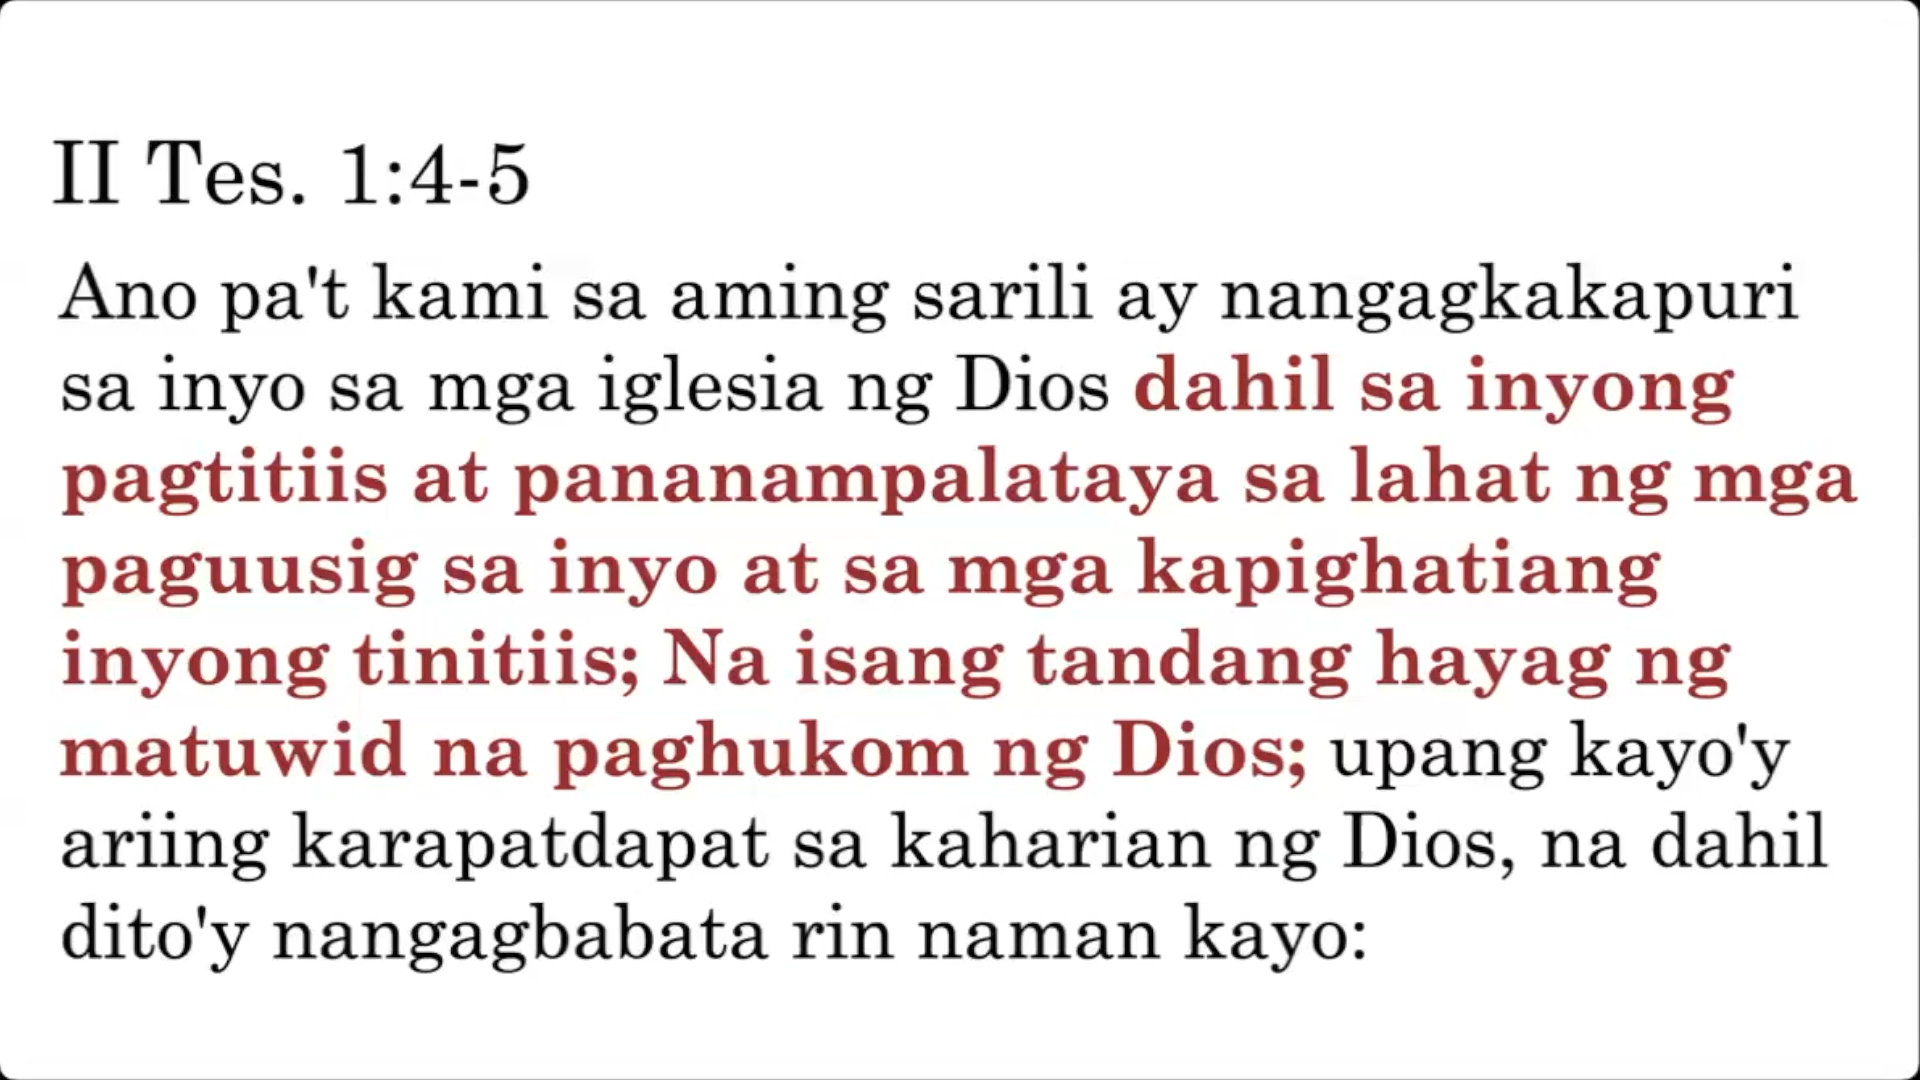 II Tes. 1:4-5
Ano pa't kami sa aming sarili ay nangagkakapuri
sa inyo sa mga iglesia ng Dios dahil sa inyong
pagtitiis at pananampalataya sa lahat ng mga
paguusig sa inyo at sa mga kapighatiang
inyong tinitiis; Na isang tandang hayag ng
matuwid na paghukom ng Dios; upang kayo'y
ariing karapatdapat sa kaharian ng Dios, na dahil
dito'y nangagbabata rin naman kayo: